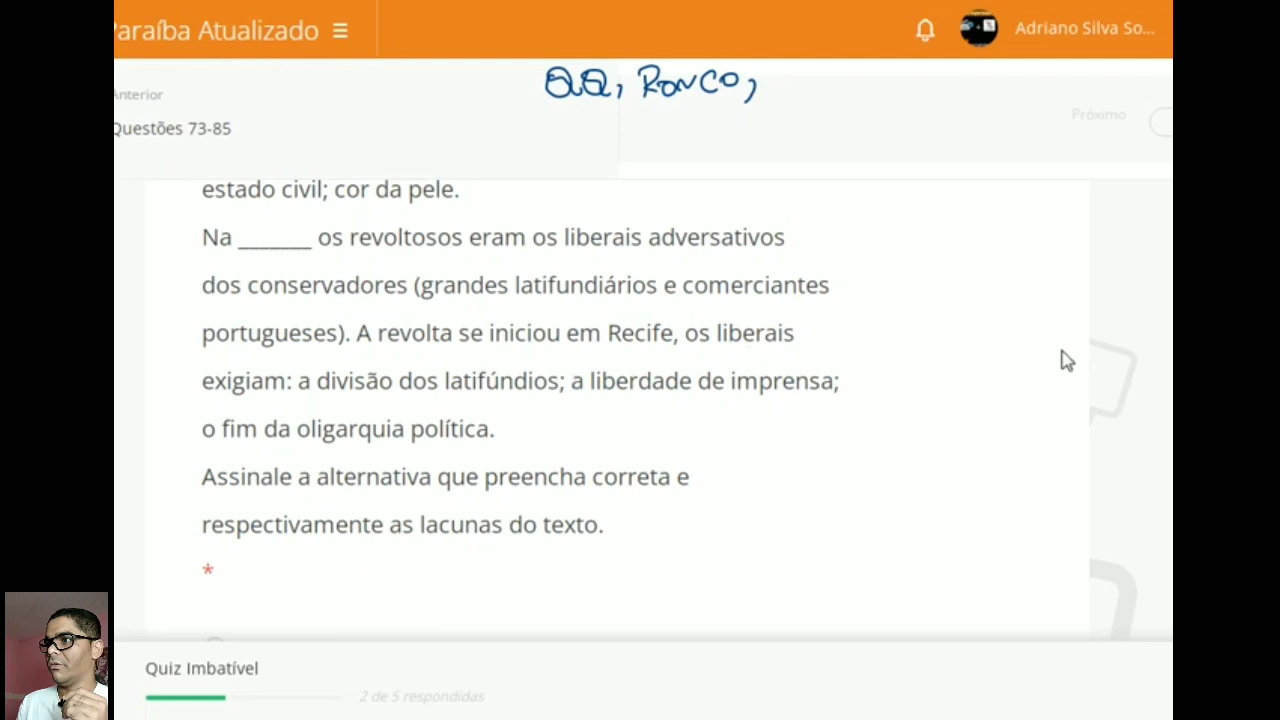 Paraíba Atualizado
Adriano Silva So...
QQ, RONCO,
Anterior
Próximo
Questões 73-85
estado civil; cor da pele.
Na _______ os revoltosos eram os liberais adversativos
dos conservadores (grandes latifundiários e comerciantes
portugueses). A revolta se iniciou em Recife, os liberais
exigiam: a divisão dos latifúndios; a liberdade de imprensa;
o fim da oligarquia política.
Assinale a alternativa que preencha correta e
respectivamente as lacunas do texto.
*
Quiz Imbatível
2 de 5 respondidas